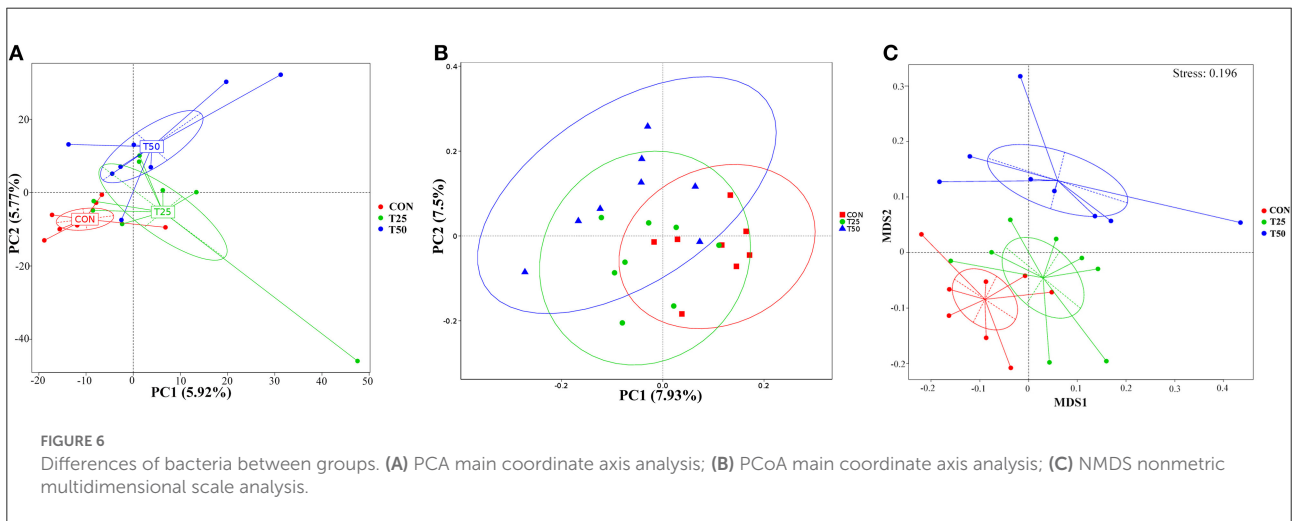 A
PC2 (5.77%)
20
0
-20
-40
-20
-10
0
10
20
30
40
50
PC1 (5.92%)
T50
T25
CON
CON
T25
T50
B
PC2 (7.5%)
0.4
0.2
0
-0.2
-0.2
0.0
0.2
PC1 (7.93%)
CON
T25
T50
C
Stress: 0.196
MDS2
0.3
0.2
0.1
0
-0.1
-0.2
-0.2
-0.1
0
0.1
0.2
0.3
0.4
MDS1
CON
T25
T50
FIGURE 6
Differences of bacteria between groups. (A) PCA main coordinate axis analysis; (B) PCoA main coordinate axis analysis; (C) NMDS nonmetric
multidimensional scale analysis.